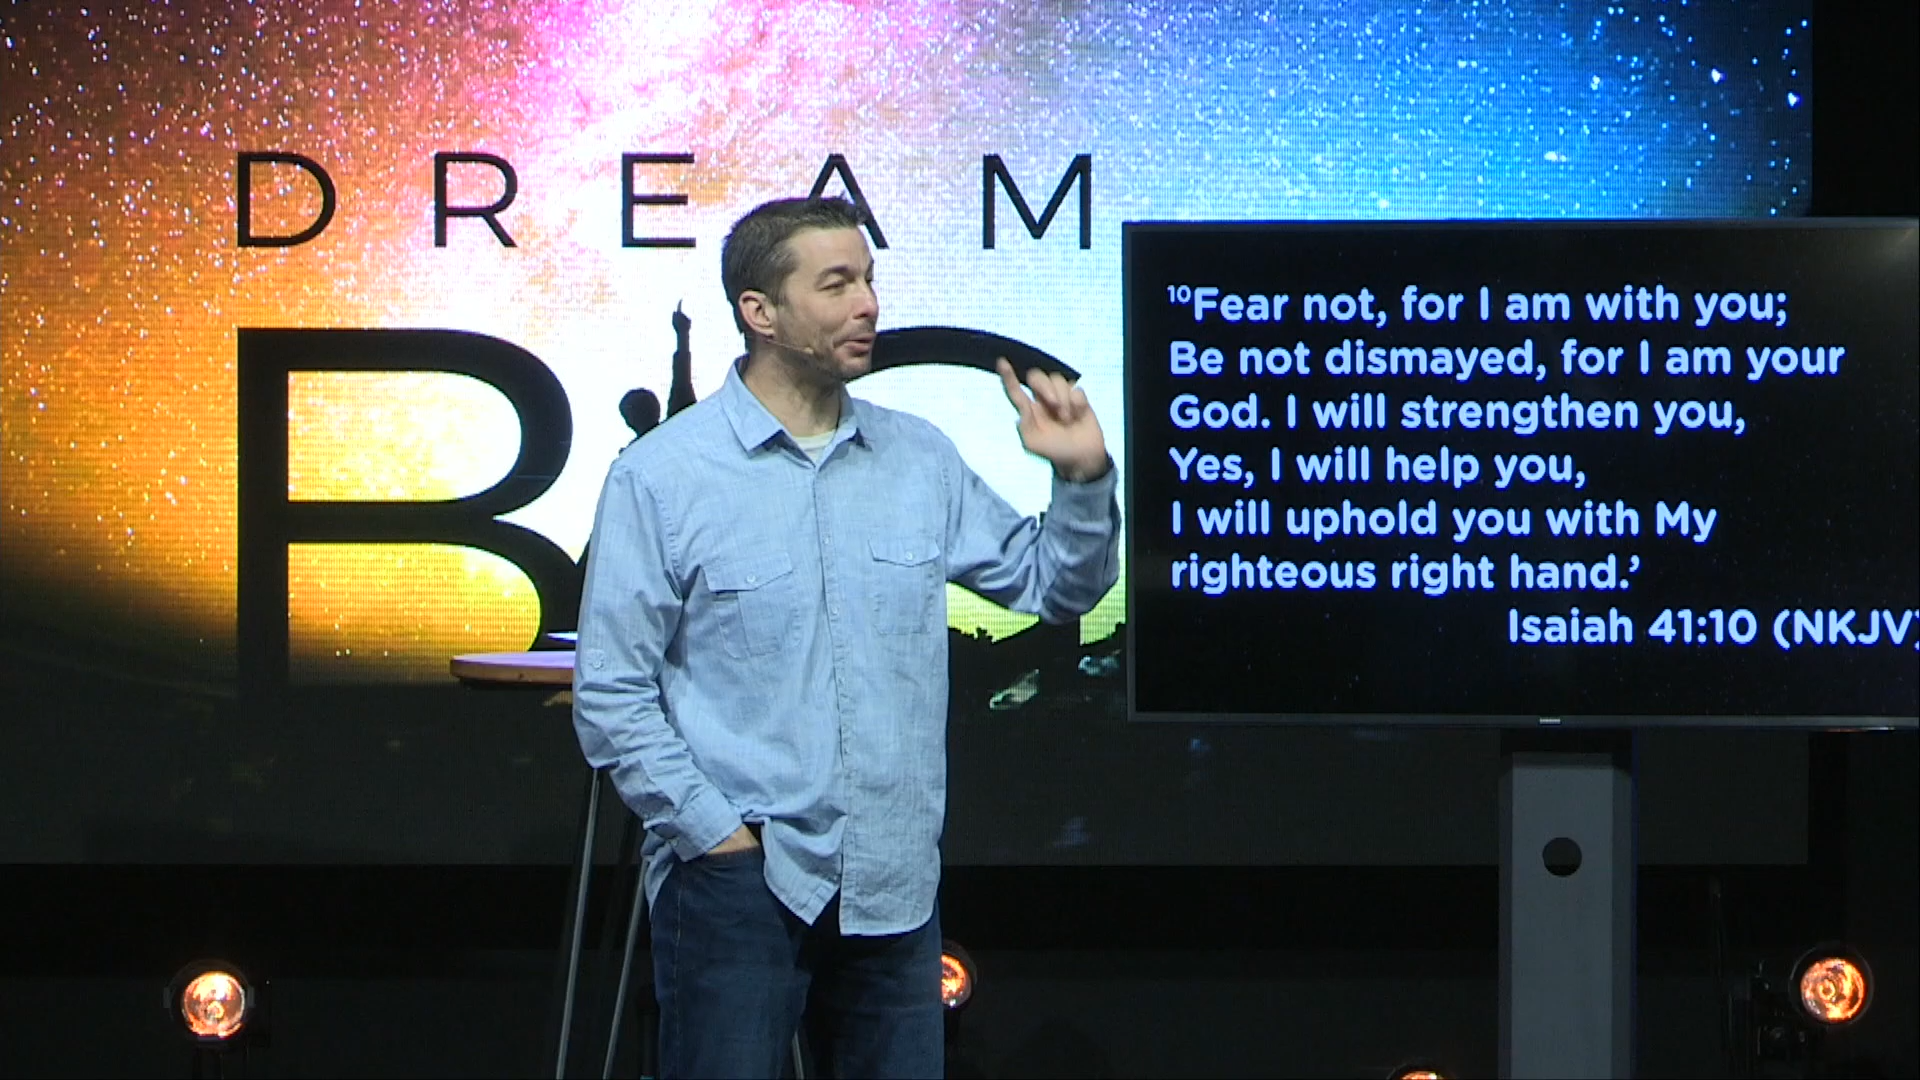 DREAM
BIG
¹⁰Fear not, for I am with you;
Be not dismayed, for I am your
God. I will strengthen you,
Yes, I will help you,
I will uphold you with My
righteous right hand.’
Isaiah 41:10 (NKJV)